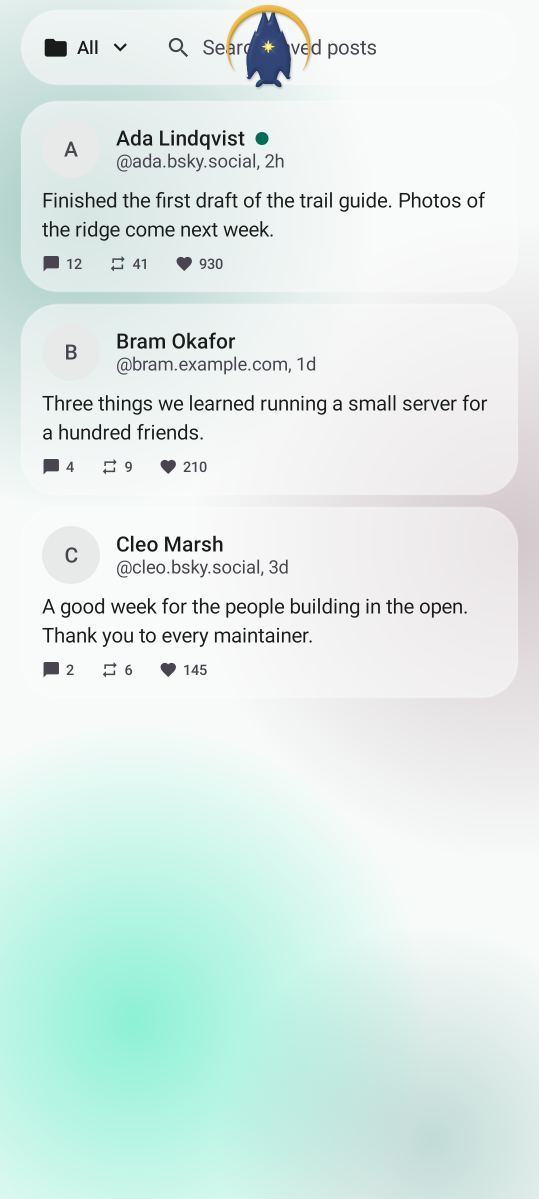 All
Search saved posts
A
Ada Lindqvist
@ada.bsky.social, 2h
Finished the first draft of the trail guide. Photos of
the ridge come next week.
12 41 930
B
Bram Okafor
@bram.example.com, 1d
Three things we learned running a small server for
a hundred friends.
4 9 210
C
Cleo Marsh
@cleo.bsky.social, 3d
A good week for the people building in the open.
Thank you to every maintainer.
2 6 145